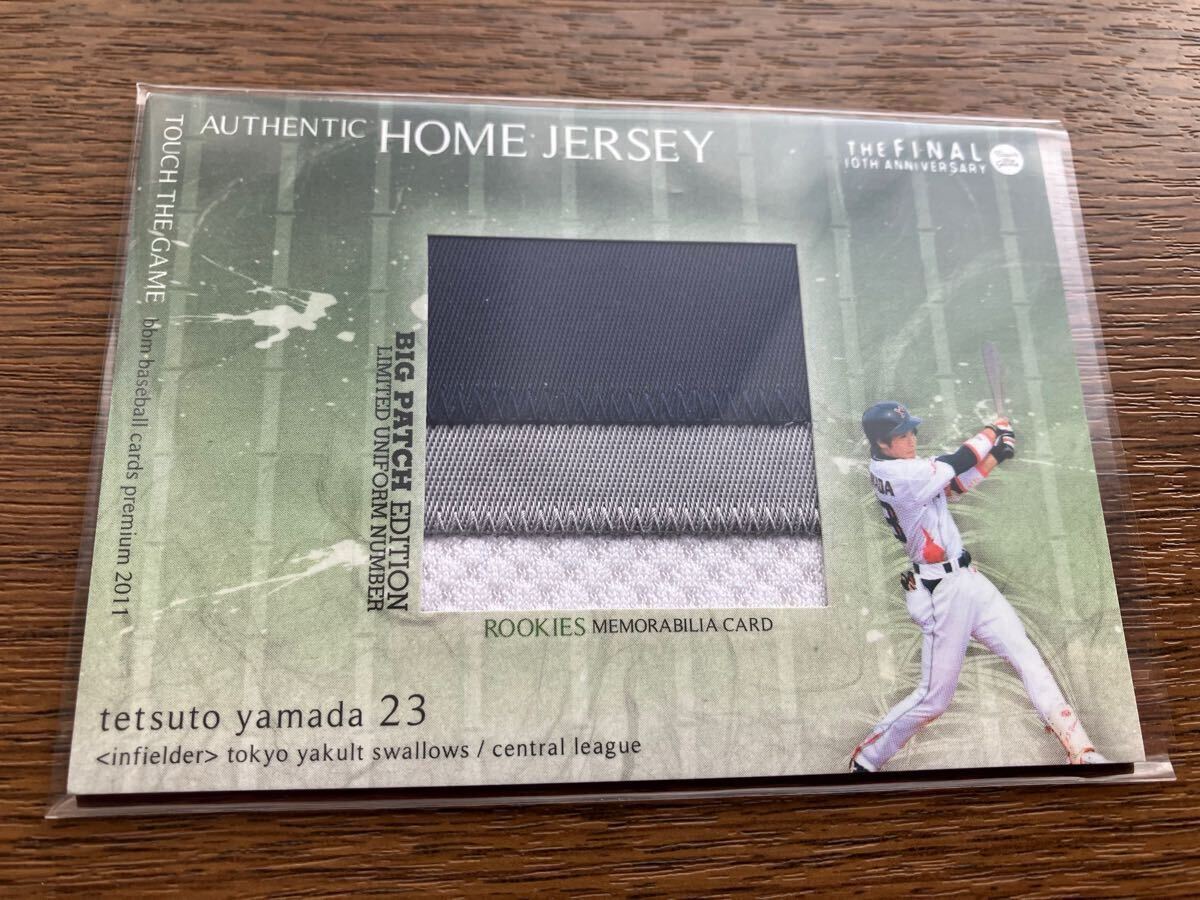 AUTHENTIC HOME JERSEY
THE FINAL
10TH ANNIVERSARY
TOUCH THE GAME bbm baseball cards premium 2011
BIG PATCH EDITION
LIMITED UNIFORM NUMBER
ROOKIES MEMORABILIA CARD
tetsuto yamada 23
<infielder> tokyo yakult swallows / central league